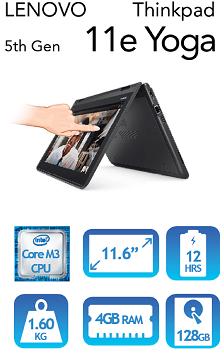 LENOVO Thinkpad
5th Gen 11e Yoga
intel
Core M3
CPU
11.6"
12
HRS
1.60
KG
4GB RAM
128GB